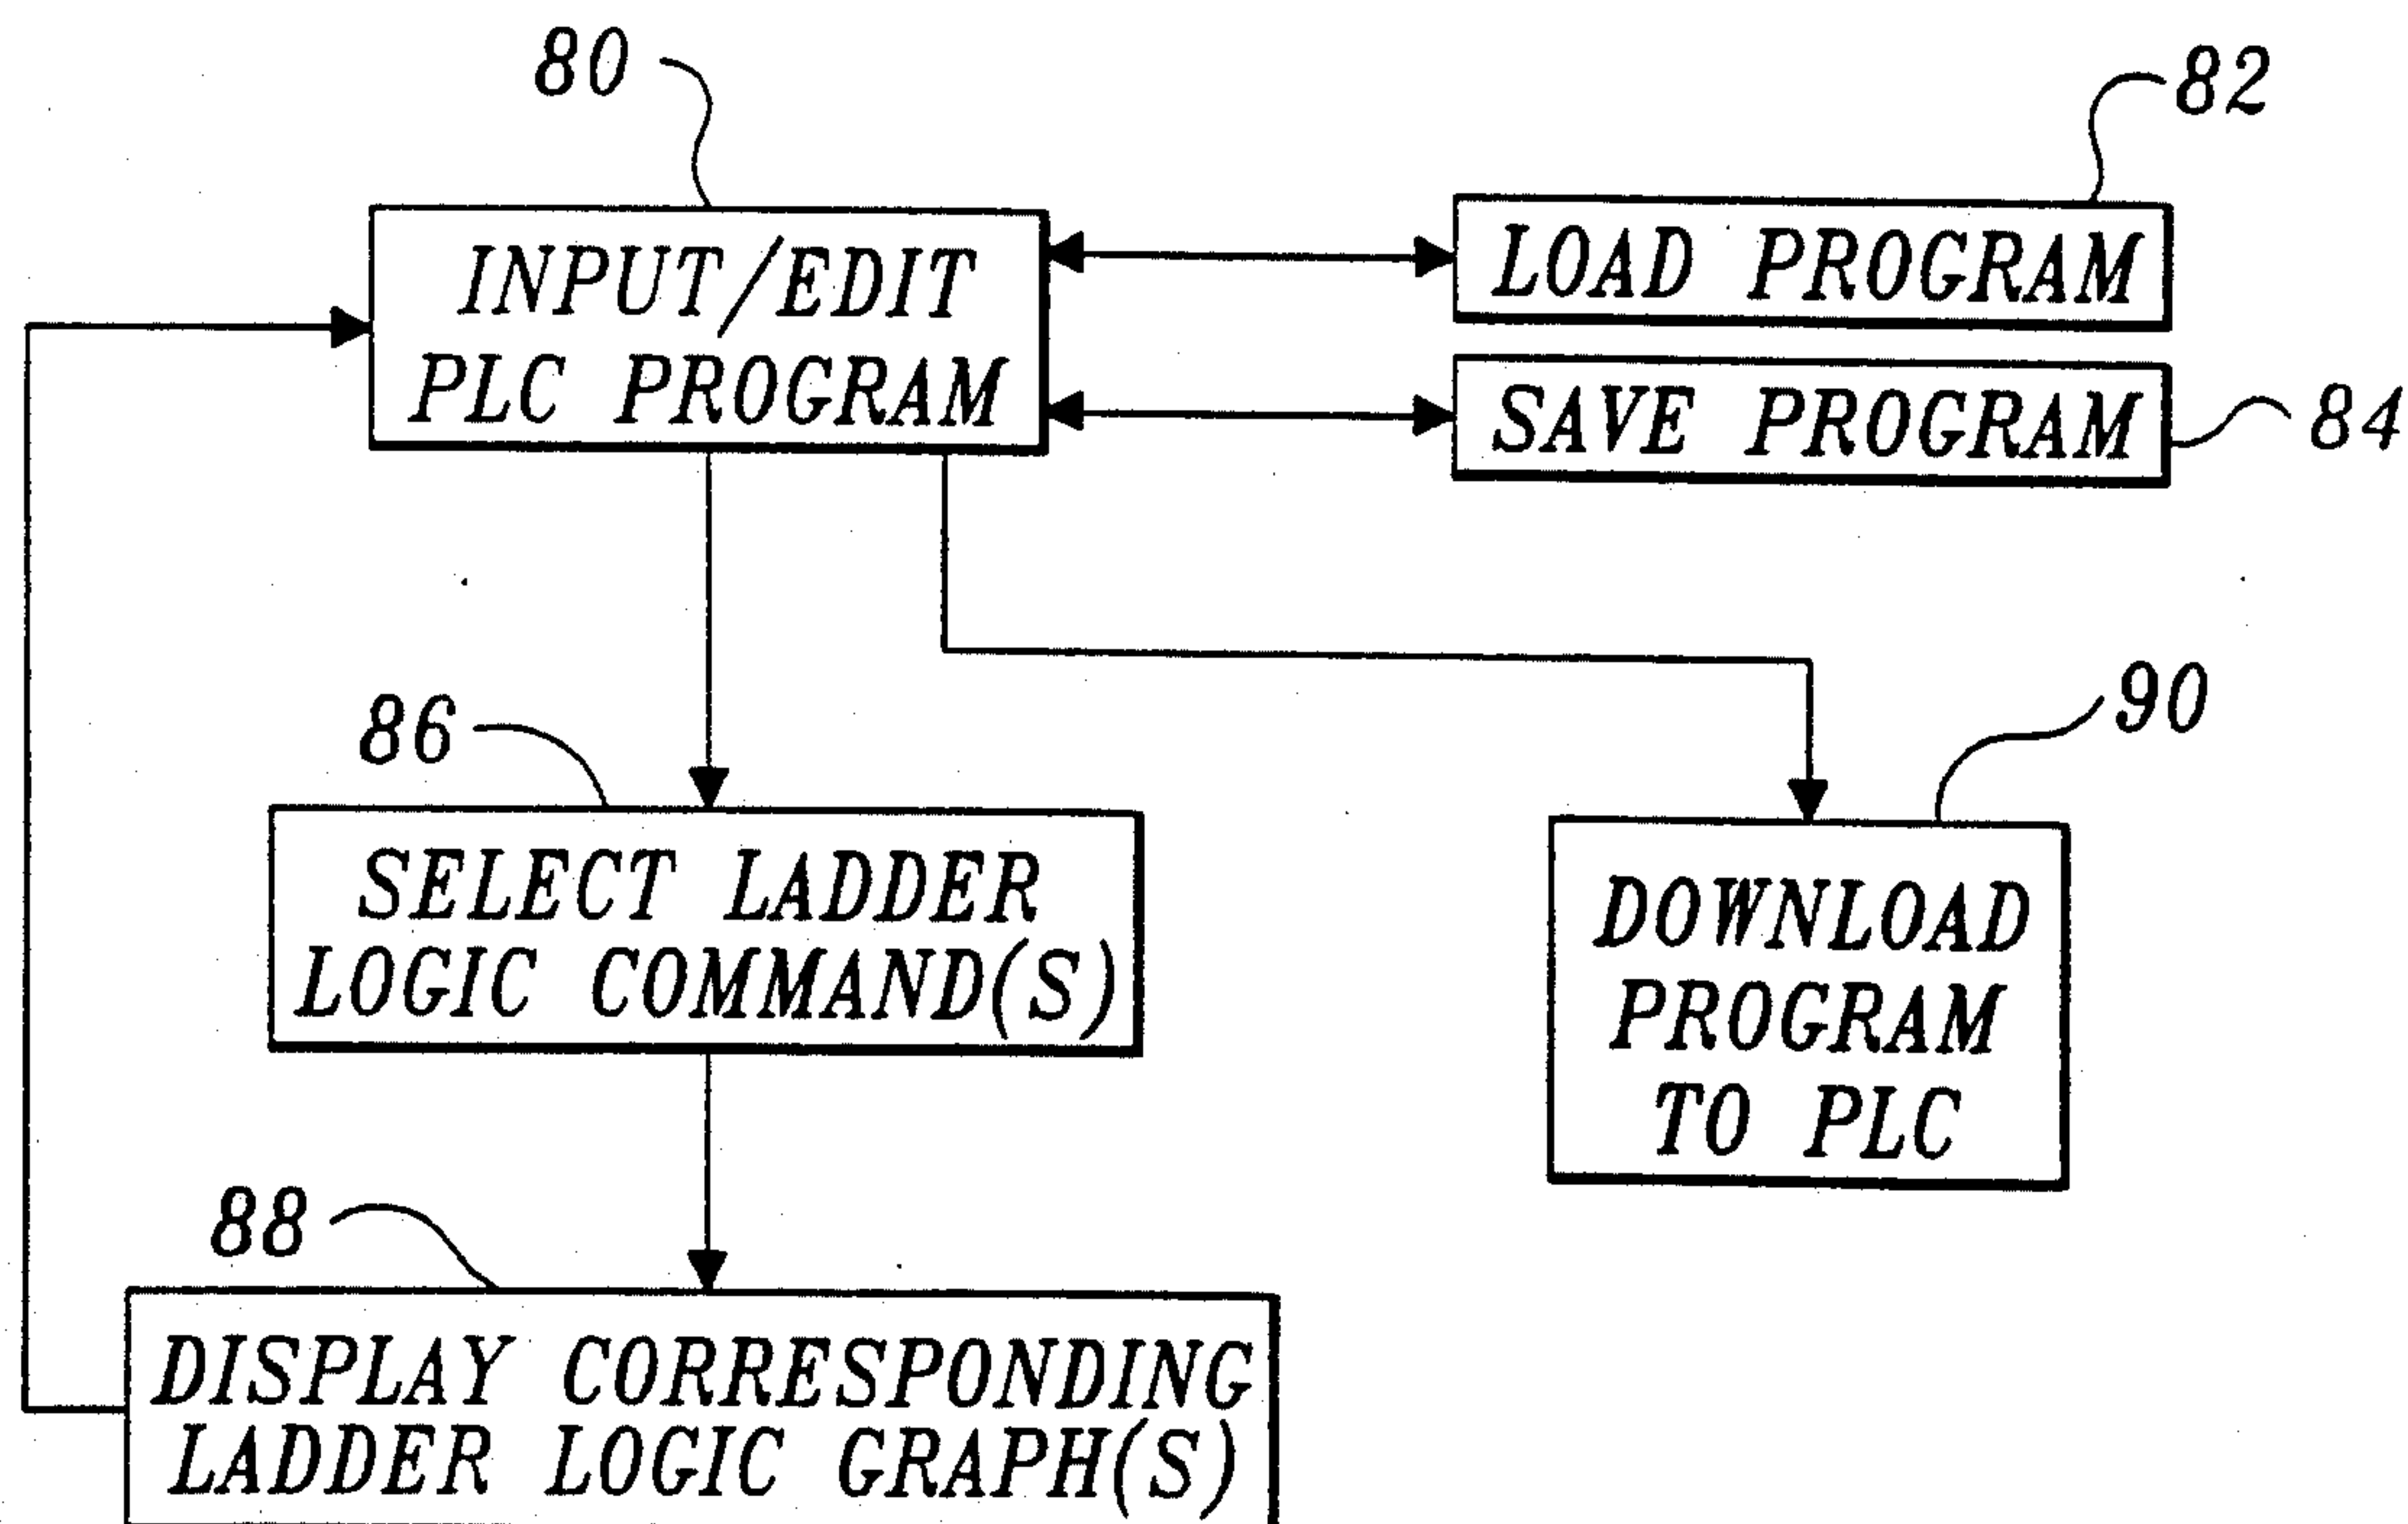 80
82
INPUT/EDIT
PLC PROGRAM
LOAD PROGRAM
SAVE PROGRAM
84
86
90
SELECT LADDER
LOGIC COMMAND(S)
DOWNLOAD
PROGRAM
TO PLC
88
DISPLAY CORRESPONDING
LADDER LOGIC GRAPH(S)